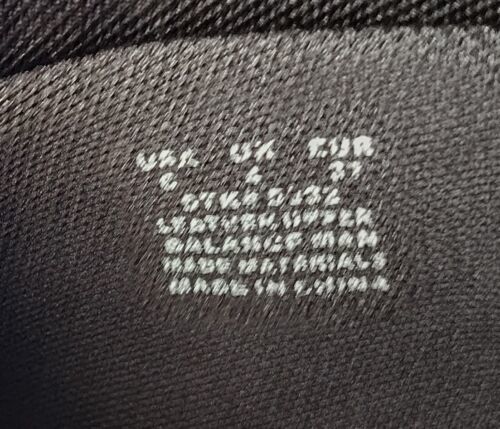 USA UK EUR
6 4 37
STK# 5132
LEATHER UPPER
BALANCE MAN
MADE MATERIALS
MADE IN CHINA